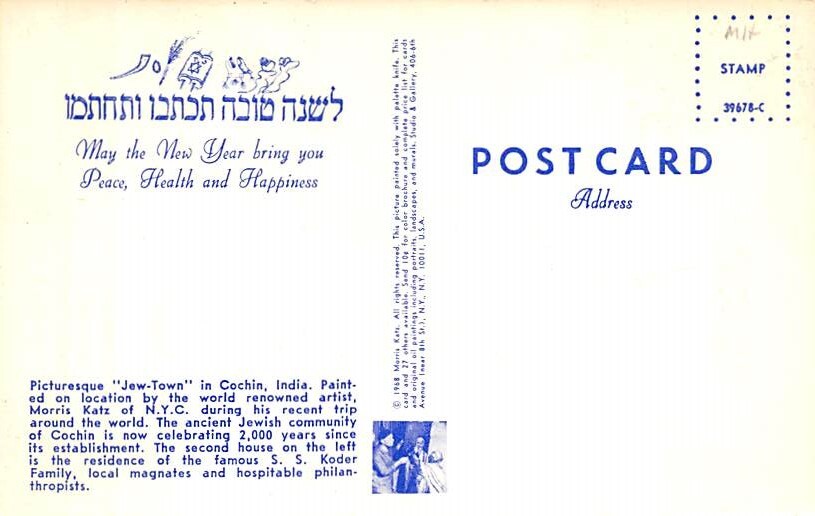 לשנה טובה תכתבו ותחתמו
May the New Year bring you
Peace, Health and Happiness
Picturesque "Jew-Town" in Cochin, India. Paint-
ed on location by the world renowned artist,
Morris Katz of N.Y.C. during his recent trip
around the world. The ancient Jewish community
of Cochin is now celebrating 2,000 years since
its establishment. The second house on the left
is the residence of the famous S. S. Koder
Family, local magnates and hospitable philan-
thropists.
© 1968 Morris Katz. All rights reserved. This picture painted solely with palette knife. This
card and 27 others available. Send 10¢ for color brochure and complete price list for cards
and original oil paintings including portraits, landscapes, and murals. Studio & Gallery, 406-6th
Avenue (near 8th St.), N.Y., N.Y. 10011, U.S.A.
STAMP
39678-C
POST CARD
Address